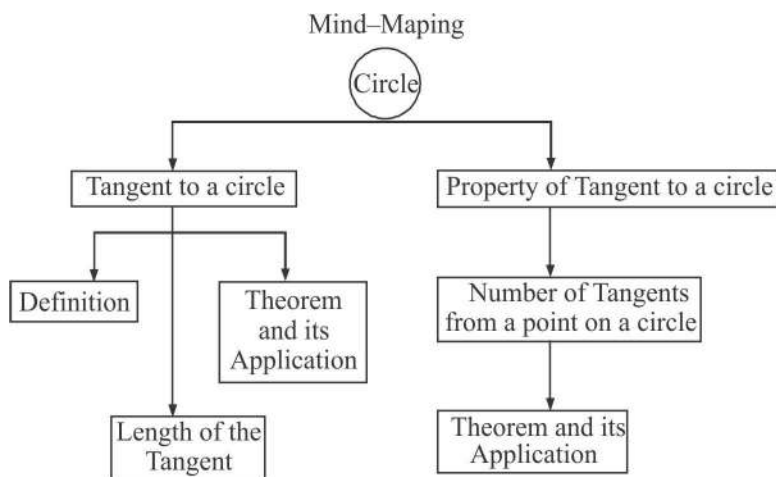 Mind–Maping
Circle
Tangent to a circle
Property of Tangent to a circle
Definition
Theorem
and its
Application
Number of Tangents
from a point on a circle
Length of the
Tangent
Theorem and its
Application